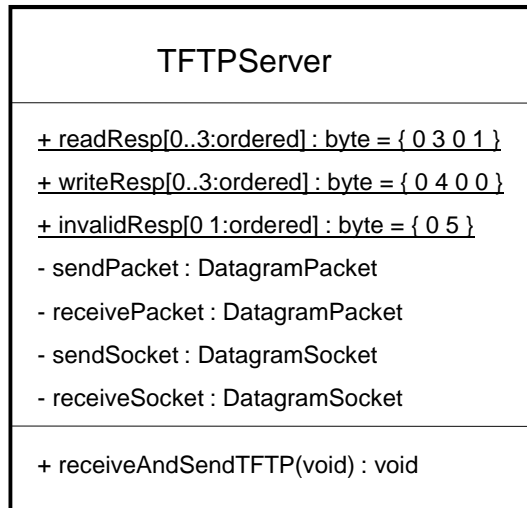 TFTPServer
+ readResp[0..3:ordered] : byte = { 0 3 0 1 }
+ writeResp[0..3:ordered] : byte = { 0 4 0 0 }
+ invalidResp[0 1:ordered] : byte = { 0 5 }
- sendPacket : DatagramPacket
- receivePacket : DatagramPacket
- sendSocket : DatagramSocket
- receiveSocket : DatagramSocket
+ receiveAndSendTFTP(void) : void